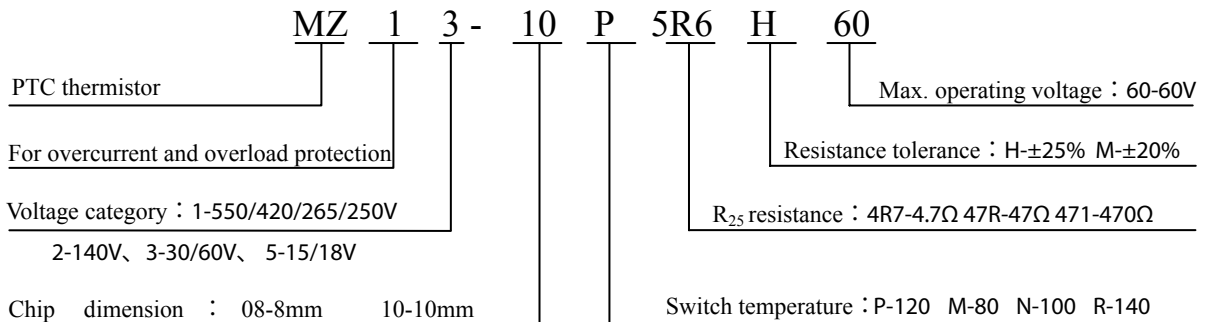 MZ 1 3 - 10 P 5R6 H 60
PTC thermistor
Max. operating voltage：60-60V
For overcurrent and overload protection
Resistance tolerance：H-±25% M-±20%
Voltage category：1-550/420/265/250V
R25 resistance：4R7-4.7Ω 47R-47Ω 471-470Ω
2-140V、3-30/60V、 5-15/18V
Chip dimension ： 08-8mm 10-10mm
Switch temperature：P-120 M-80 N-100 R-140